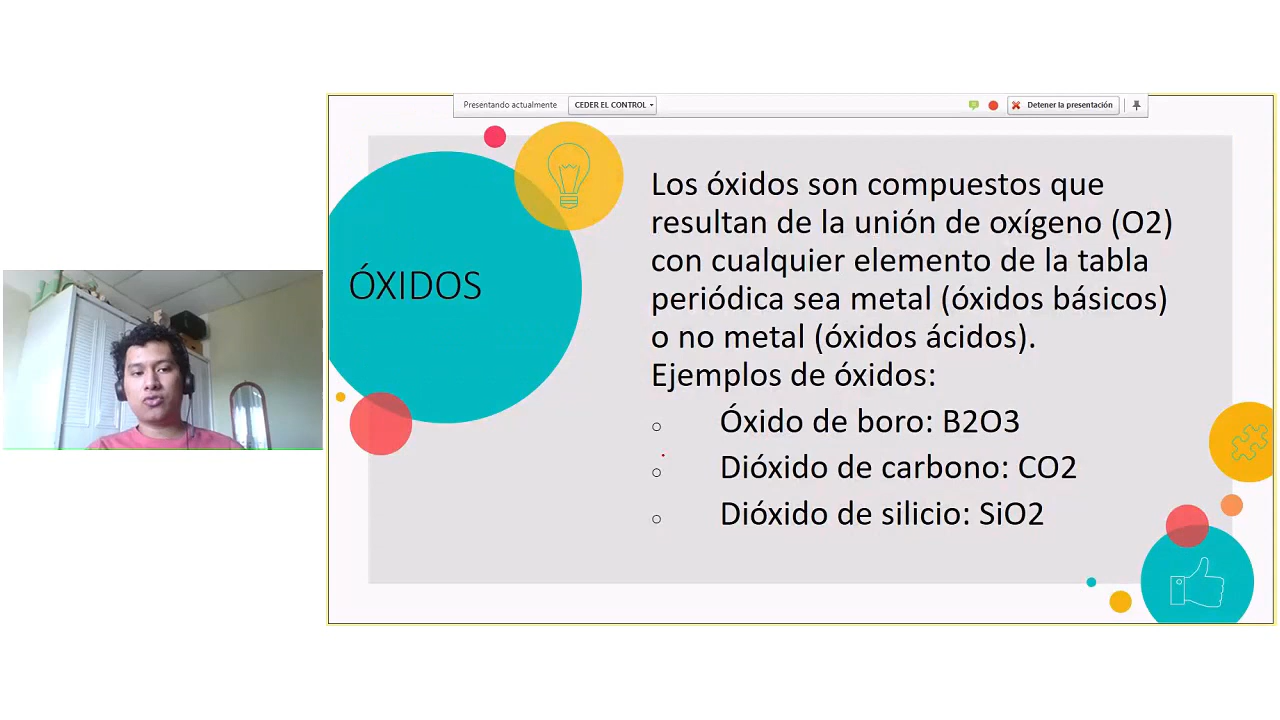 Presentando actualmente
CEDER EL CONTROL
Detener la presentación
ÓXIDOS
Los óxidos son compuestos que
resultan de la unión de oxígeno (O2)
con cualquier elemento de la tabla
periódica sea metal (óxidos básicos)
o no metal (óxidos ácidos).
Ejemplos de óxidos:
Óxido de boro: B2O3
Dióxido de carbono: CO2
Dióxido de silicio: SiO2